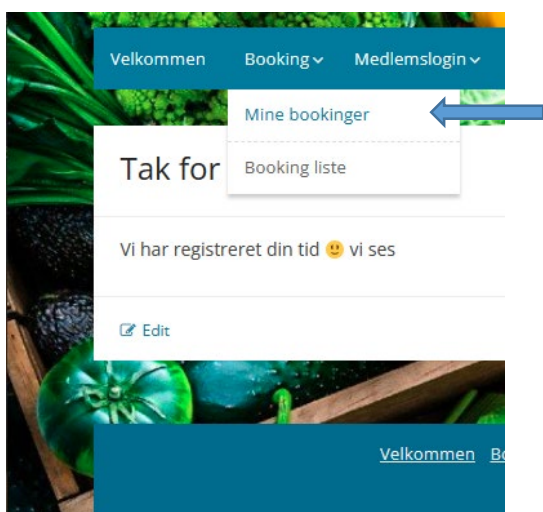 Velkommen Booking Medlemslogin
Mine bookinger
Tak for
Booking liste
Vi har registreret din tid 🙂 vi ses
Edit
Velkommen